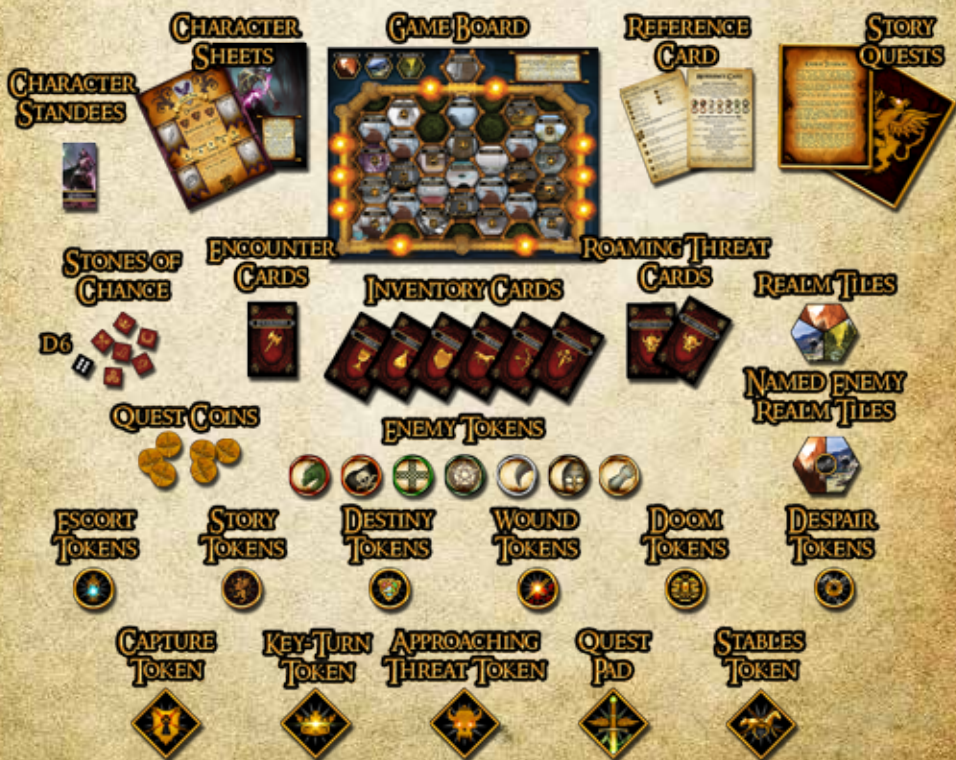 CHARACTER
STANDEES
CHARACTER
SHEETS
GAME BOARD
REFERENCE
CARD
STORY
QUESTS
STONES OF
CHANCE
D6
ENCOUNTER
CARDS
INVENTORY CARDS
ROAMING THREAT
CARDS
REALM TILES
NAMED ENEMY
REALM TILES
QUEST COINS
ENEMY TOKENS
ESCORT
TOKENS
STORY
TOKENS
DESTINY
TOKENS
WOUND
TOKENS
DOOM
TOKENS
DESPAIR
TOKENS
CAPTURE
TOKEN
KEY-TURN
TOKEN
APPROACHING
THREAT TOKEN
QUEST
PAD
STABLES
TOKEN